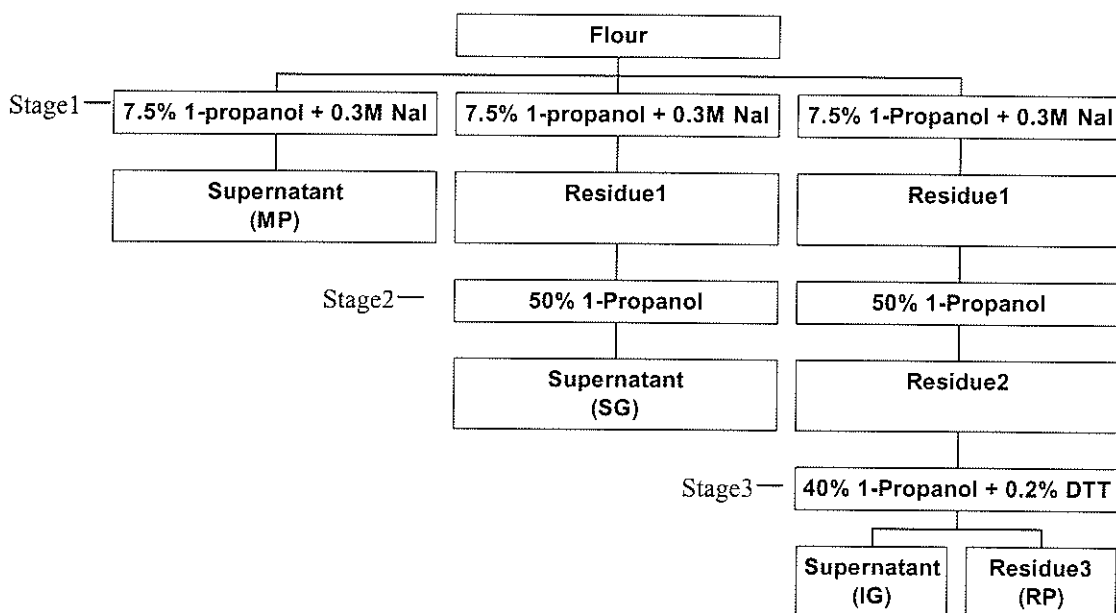 Flour
Stage1
7.5% 1-propanol + 0.3M NaI
7.5% 1-propanol + 0.3M NaI
7.5% 1-Propanol + 0.3M NaI
Supernatant
(MP)
Residue1
Residue1
Stage2
50% 1-Propanol
50% 1-Propanol
Supernatant
(SG)
Residue2
Stage3
40% 1-Propanol + 0.2% DTT
Supernatant
(IG)
Residue3
(RP)